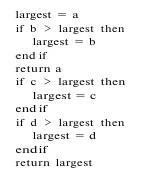 largest = a
if b > largest then
largest = b
end if
return a
if c > largest then
largest = c
end if
if d > largest then
largest = d
endif
return largest